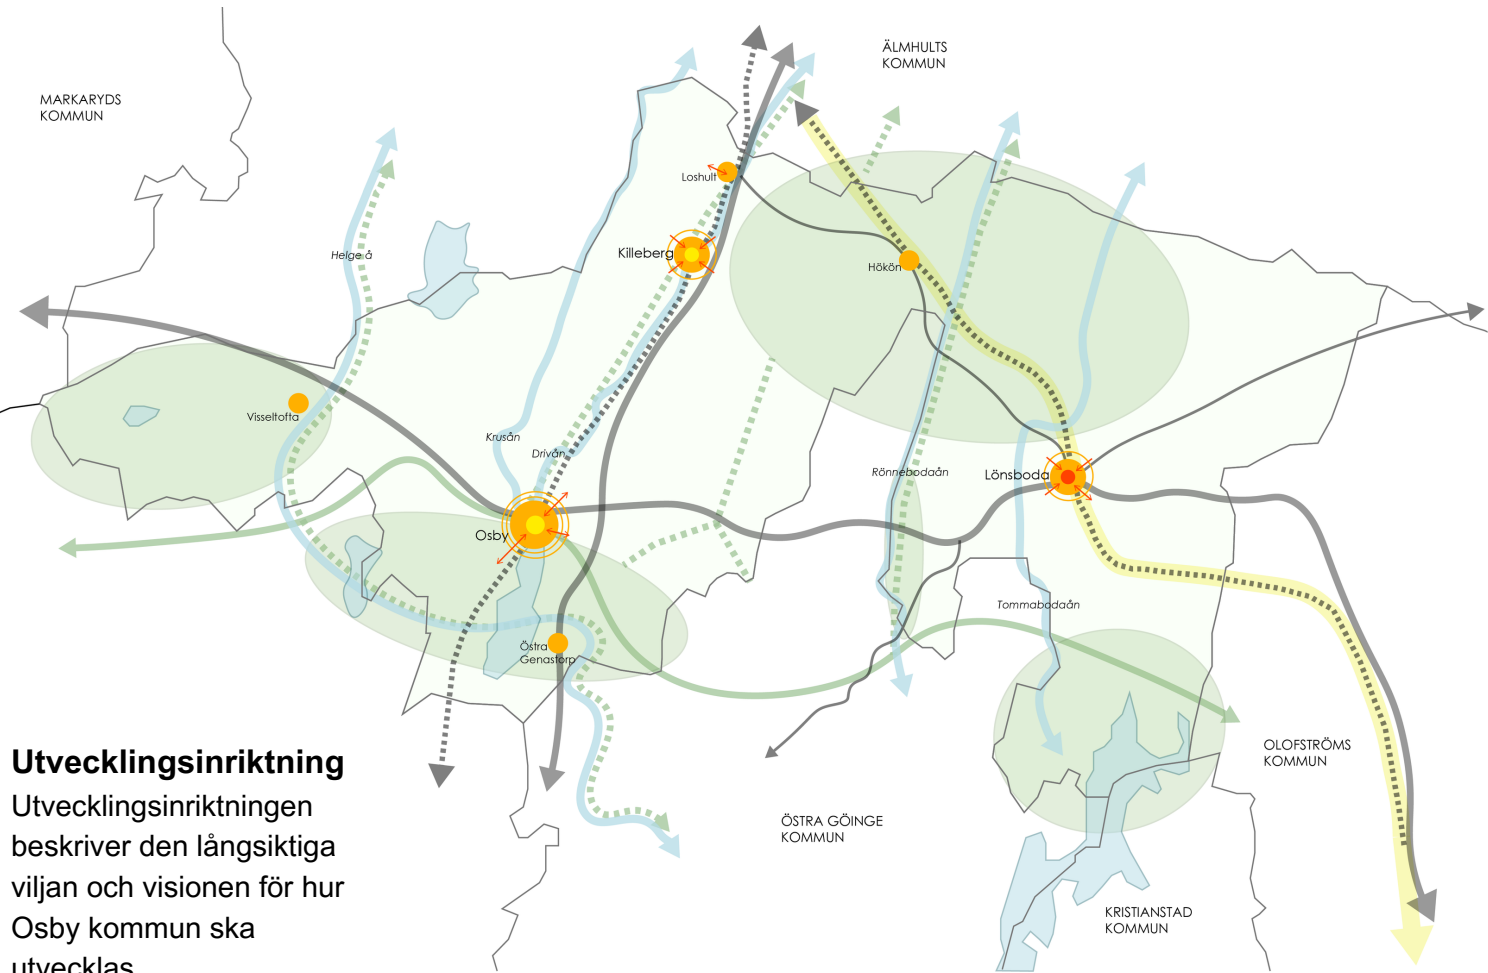 ÄLMHULTS
KOMMUN
MARKARYDS
KOMMUN
Loshult
Helge å
Killeberg
Hökön
Visseltofta
Krusån
Drivån
Rönnebodaån
Lönsboda
Osby
Tommabodaån
Östra
Genastorp
OLOFSTRÖMS
KOMMUN
ÖSTRA GÖINGE
KOMMUN
KRISTIANSTAD
KOMMUN
Utvecklingsinriktning
Utvecklingsinriktningen
beskriver den långsiktiga
viljan och visionen för hur
Osby kommun ska
utvecklas